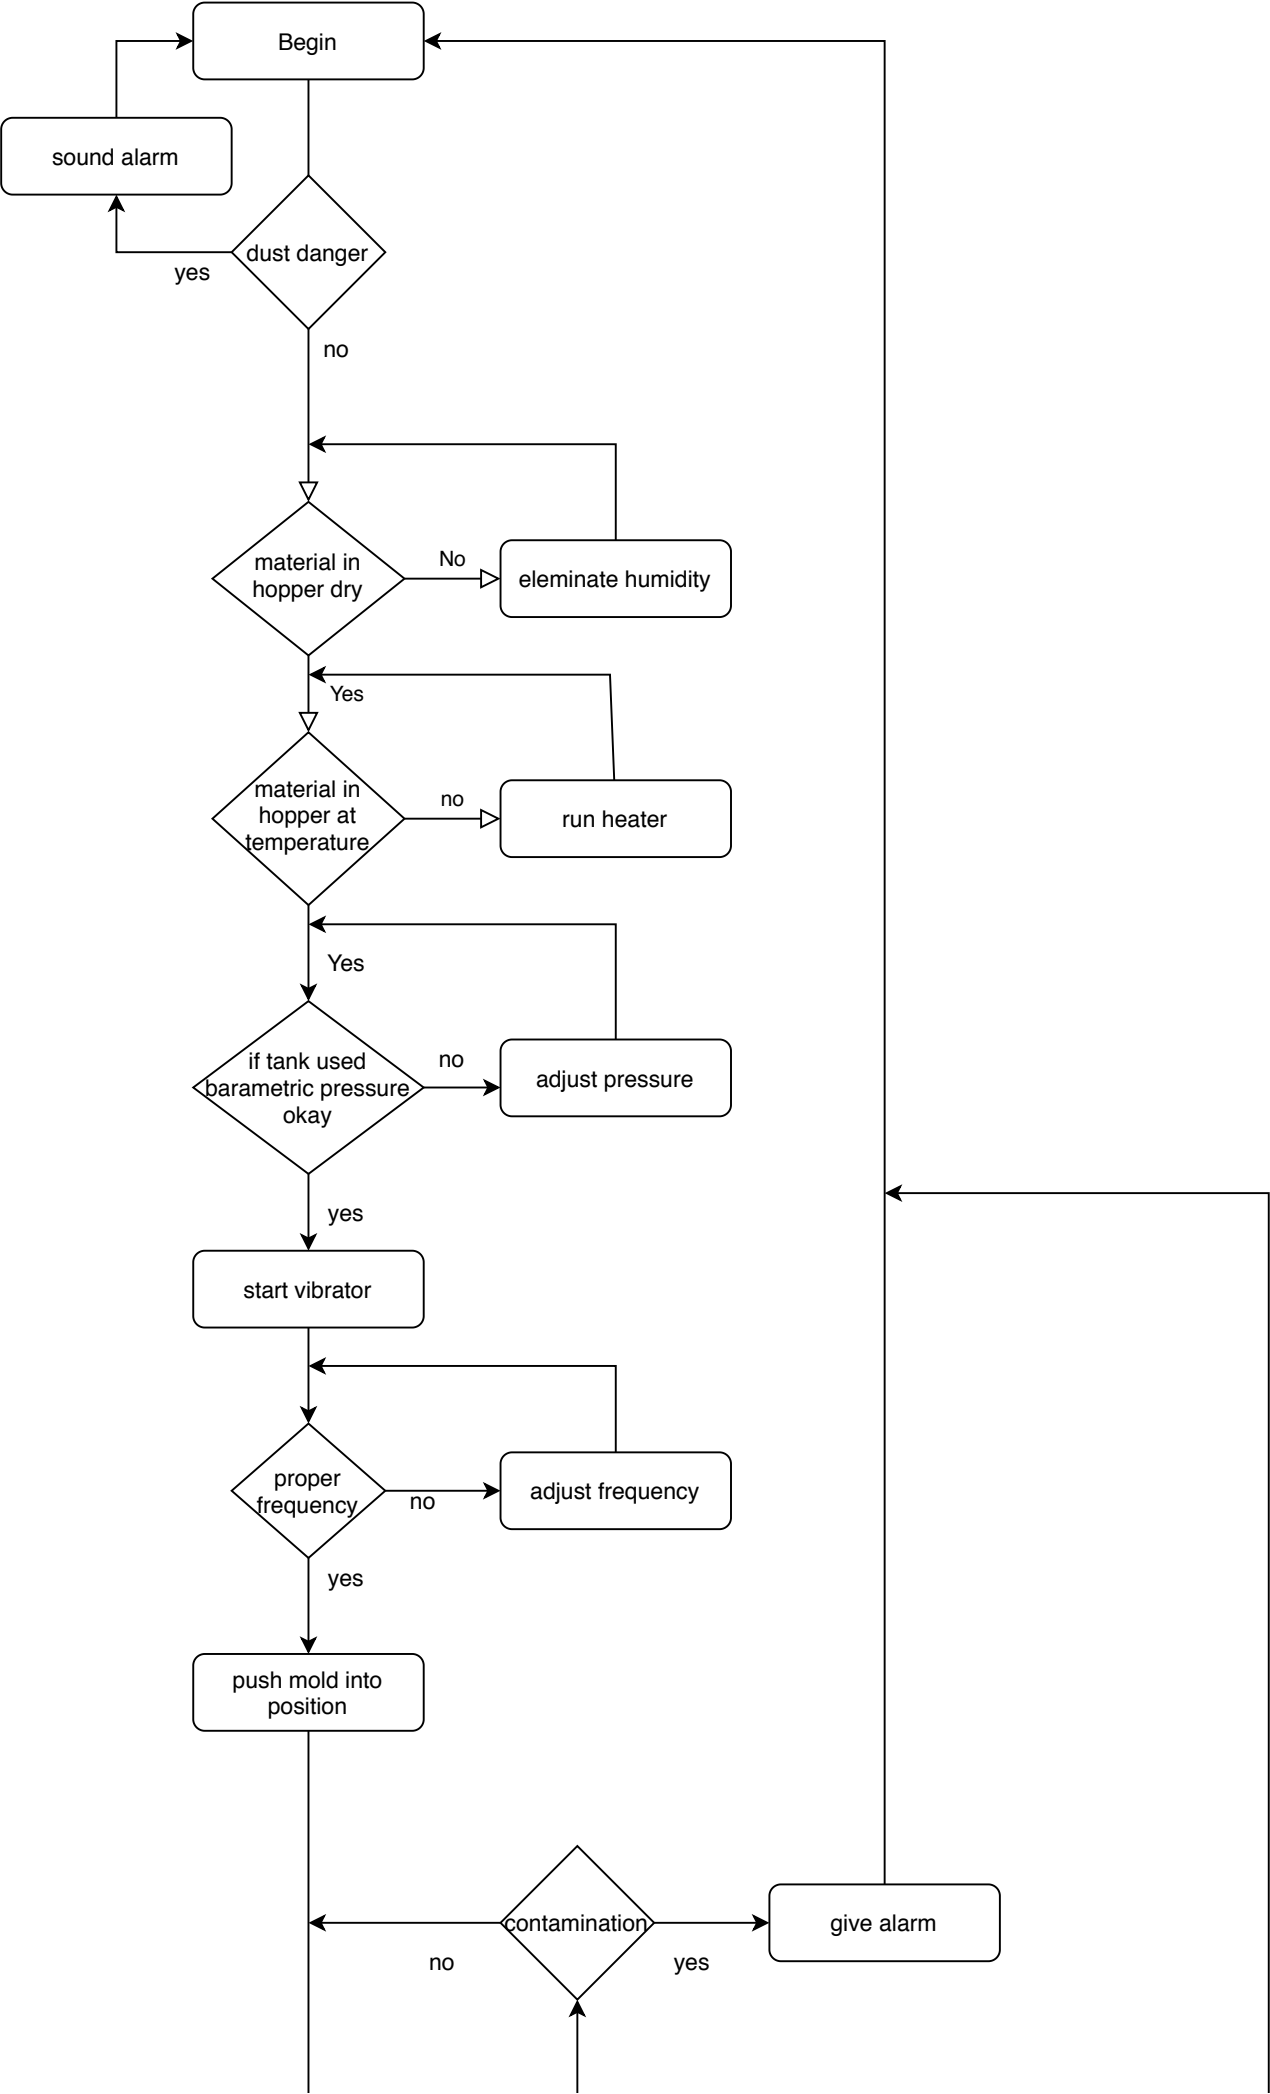 Begin
sound alarm
dust danger
yes
no
material in
hopper dry
No
eleminate humidity
Yes
material in
hopper at
temperature
no
run heater
Yes
if tank used
barametric pressure
okay
no
adjust pressure
yes
start vibrator
proper
frequency
no
adjust frequency
yes
push mold into
position
contamination
give alarm
no
yes